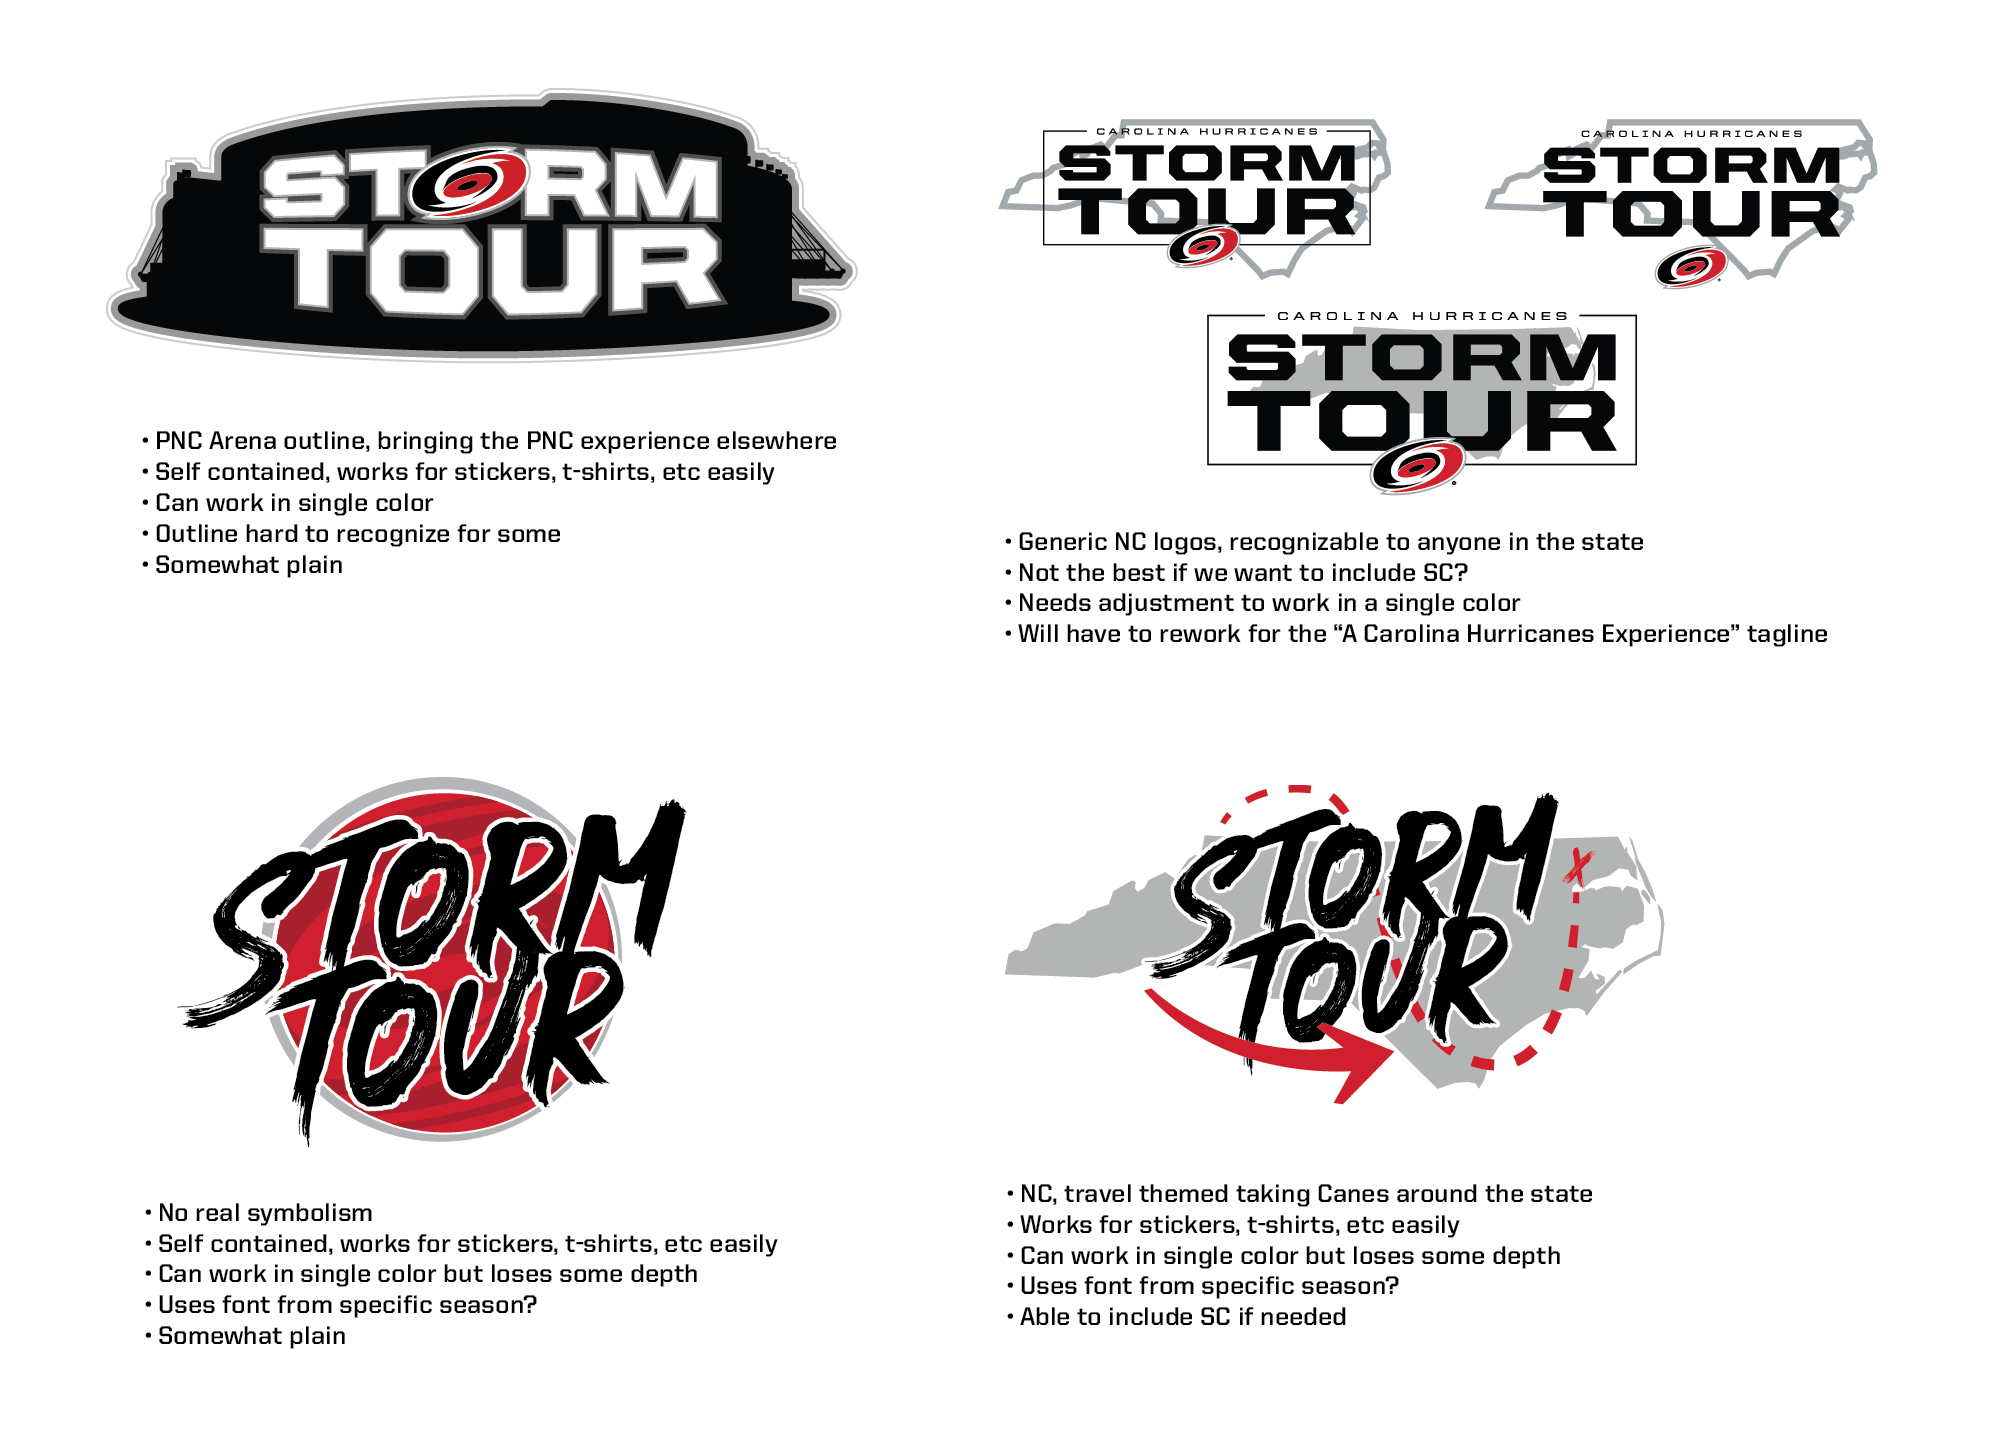 STORM
TOUR
• PNC Arena outline, bringing the PNC experience elsewhere
• Self contained, works for stickers, t-shirts, etc easily
• Can work in single color
• Outline hard to recognize for some
• Somewhat plain
CAROLINA HURRICANES
STORM
TOUR
CAROLINA HURRICANES
STORM
TOUR
CAROLINA HURRICANES
STORM
TOUR
• Generic NC logos, recognizable to anyone in the state
• Not the best if we want to include SC?
• Needs adjustment to work in a single color
• Will have to rework for the “A Carolina Hurricanes Experience” tagline
STORM
TOUR
• No real symbolism
• Self contained, works for stickers, t-shirts, etc easily
• Can work in single color but loses some depth
• Uses font from specific season?
• Somewhat plain
STORM
TOUR
• NC, travel themed taking Canes around the state
• Works for stickers, t-shirts, etc easily
• Can work in single color but loses some depth
• Uses font from specific season?
• Able to include SC if needed